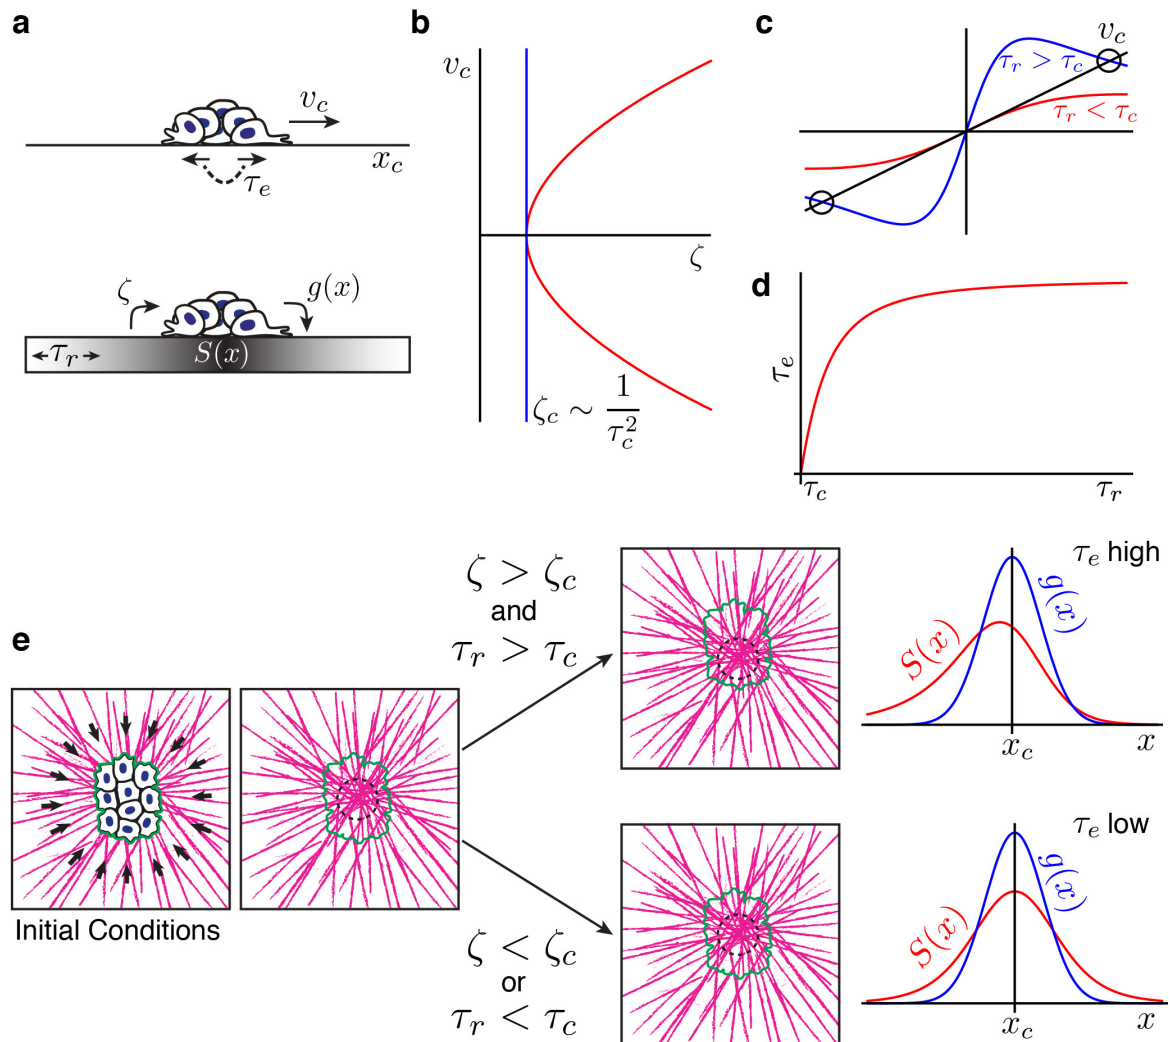 a
v_c
x_c
τ_e
ζ
g(x)
τ_r
S(x)
b
v_c
ζ
ζ_c ∼ 1/τ_c^2
c
v_c
τ_r > τ_c
τ_r < τ_c
d
τ_e
τ_c
τ_r
e
Initial Conditions
ζ > ζ_c
and
τ_r > τ_c
ζ < ζ_c
or
τ_r < τ_c
τ_e high
g(x)
S(x)
x_c
x
τ_e low
g(x)
S(x)
x_c
x